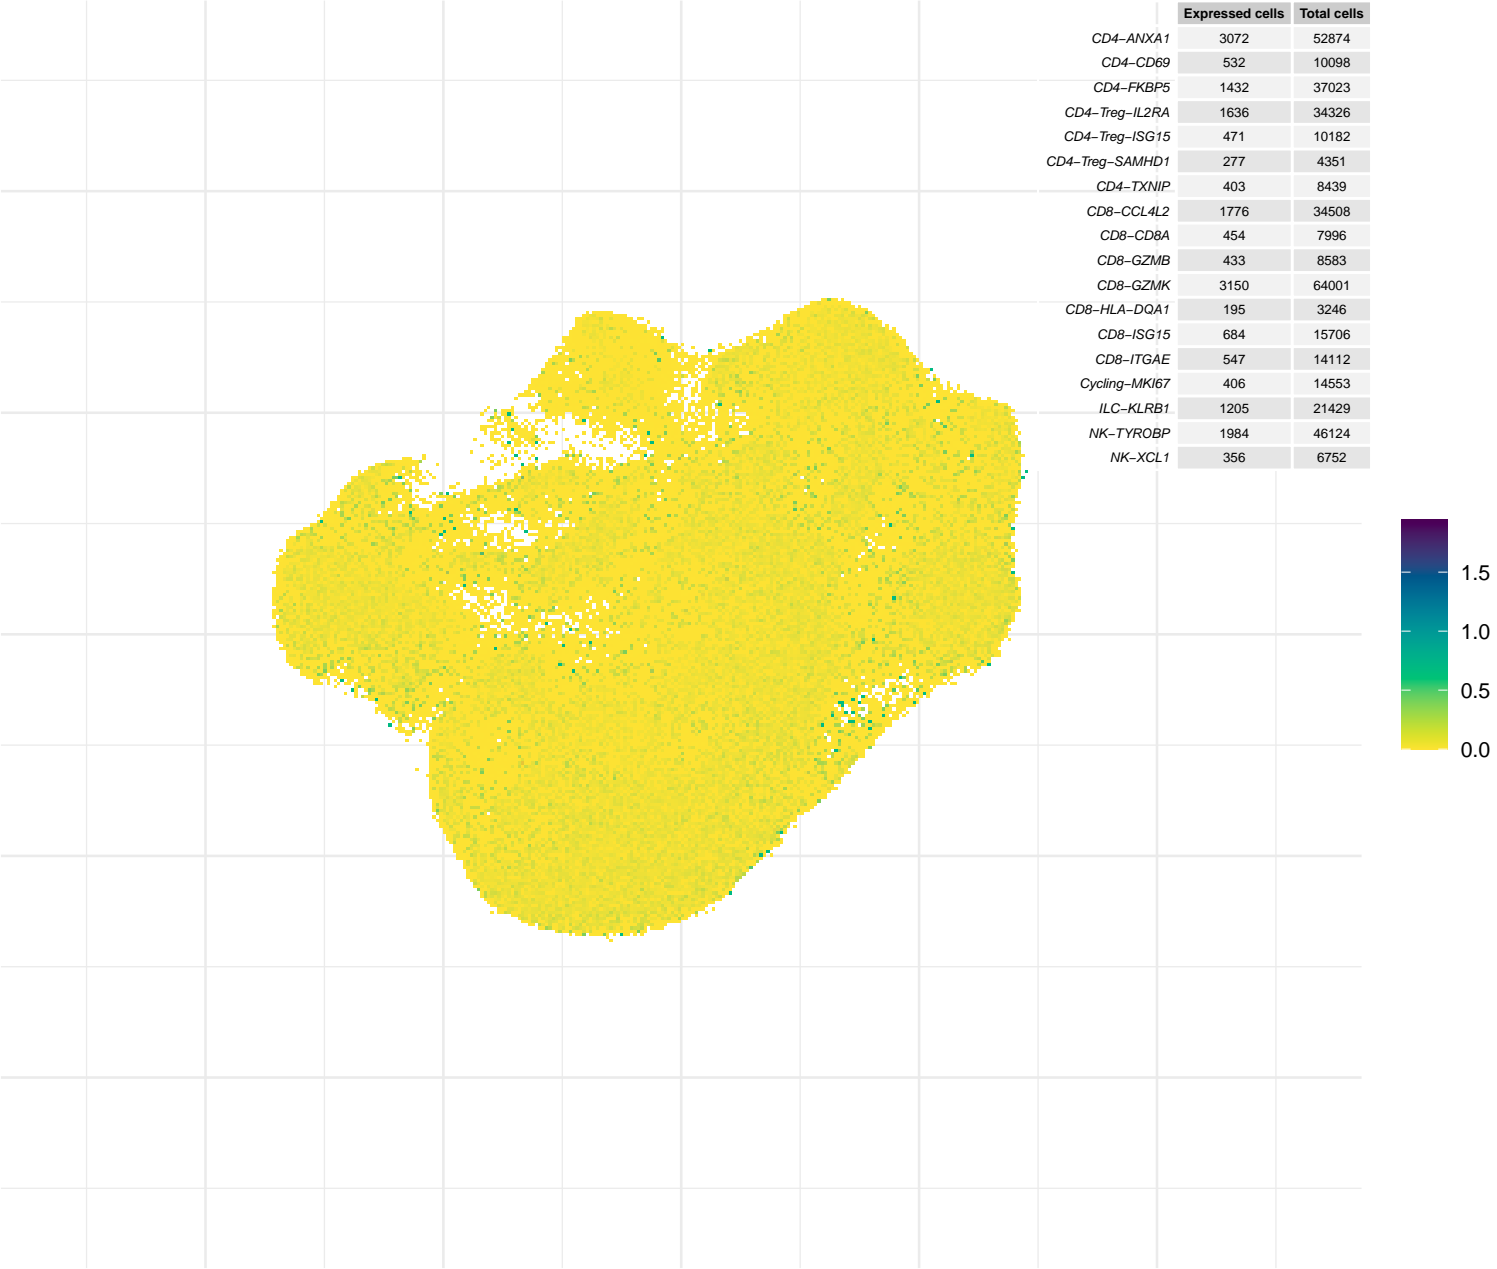 Expressed cells Total cells
CD4−ANXA1 3072 52874
CD4−CD69 532 10098
CD4−FKBP5 1432 37023
CD4−Treg−IL2RA 1636 34326
CD4−Treg−ISG15 471 10182
CD4−Treg−SAMHD1 277 4351
CD4−TXNIP 403 8439
CD8−CCL4L2 1776 34508
CD8−CD8A 454 7996
CD8−GZMB 433 8583
CD8−GZMK 3150 64001
CD8−HLA−DQA1 195 3246
CD8−ISG15 684 15706
CD8−ITGAE 547 14112
Cycling−MKI67 406 14553
ILC−KLRB1 1205 21429
NK−TYROBP 1984 46124
NK−XCL1 356 6752
1.5
1.0
0.5
0.0